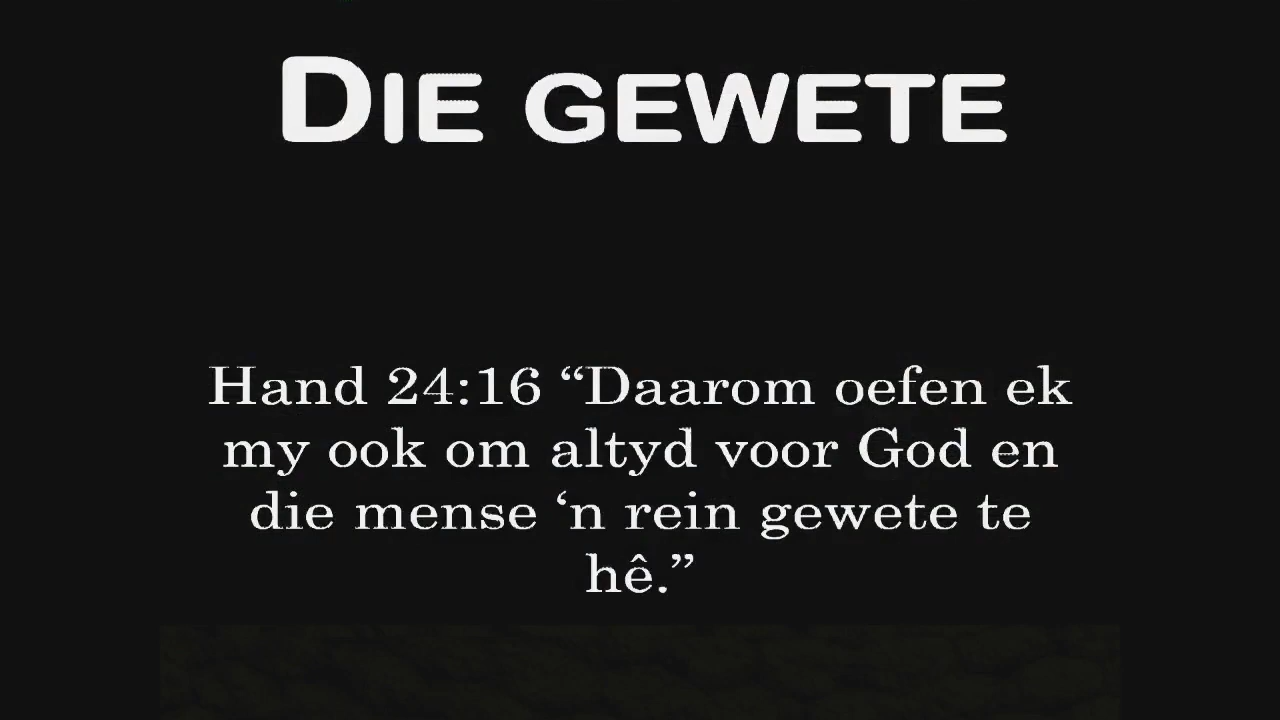 DIE GEWETE
Hand 24:16 “Daarom oefen ek
my ook om altyd voor God en
die mense ‘n rein gewete te
hê.”